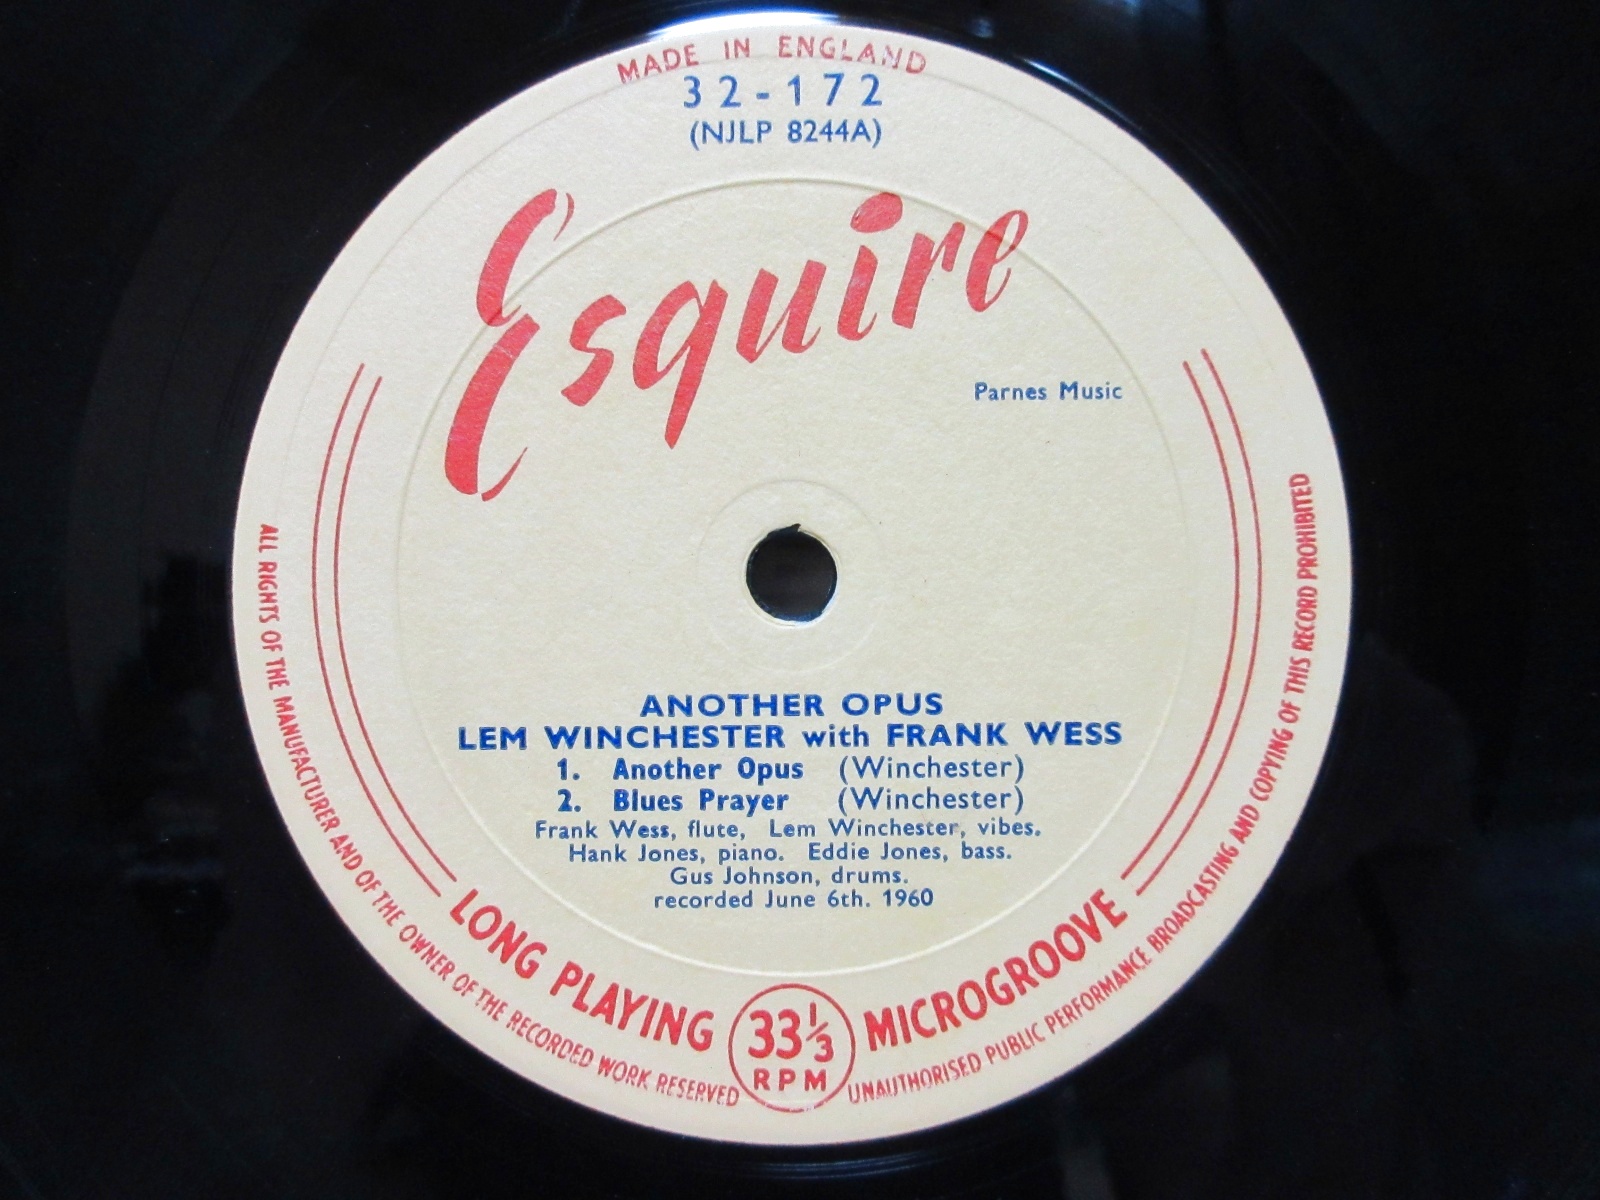 MADE IN ENGLAND
32-172
(NJLP 8244A)
Esquire
Parnes Music
ANOTHER OPUS
LEM WINCHESTER with FRANK WESS
1. Another Opus (Winchester)
2. Blues Prayer (Winchester)
Frank Wess, flute, Lem Winchester, vibes.
Hank Jones, piano. Eddie Jones, bass.
Gus Johnson, drums.
recorded June 6th. 1960
LONG PLAYING 33⅓ RPM MICROGROOVE
ALL RIGHTS OF THE MANUFACTURER AND OF THE OWNER OF THE RECORDED WORK RESERVED
UNAUTHORISED PUBLIC PERFORMANCE BROADCASTING AND COPYING OF THIS RECORD PROHIBITED